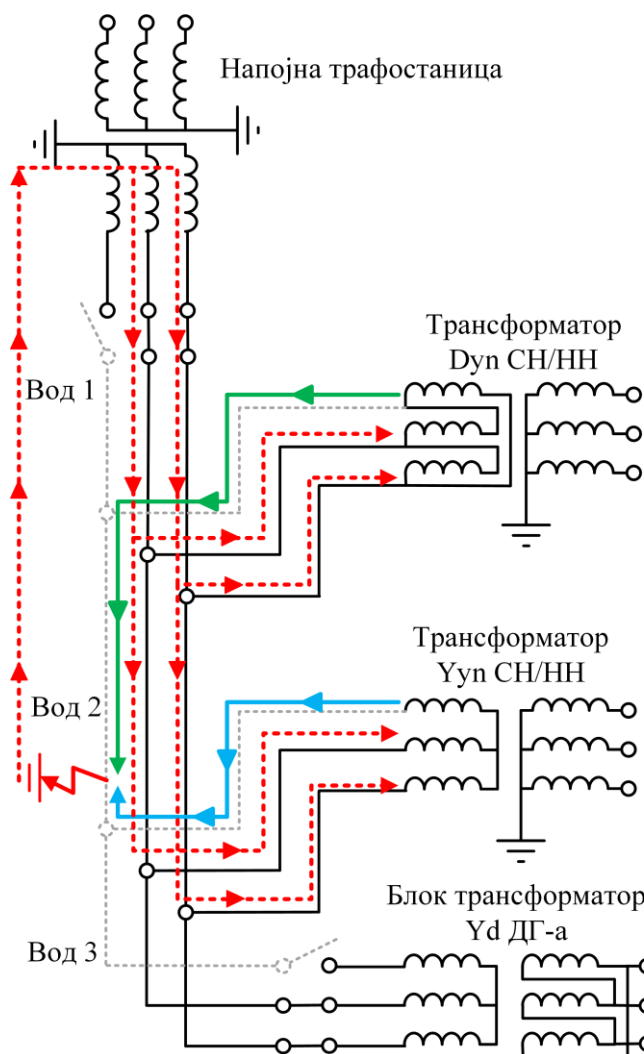 Напојна трафостаница
Трансформатор
Dyn СН/НН
Вод 1
Трансформатор
Yyn СН/НН
Вод 2
Блок трансформатор
Yd ДГ-а
Вод 3